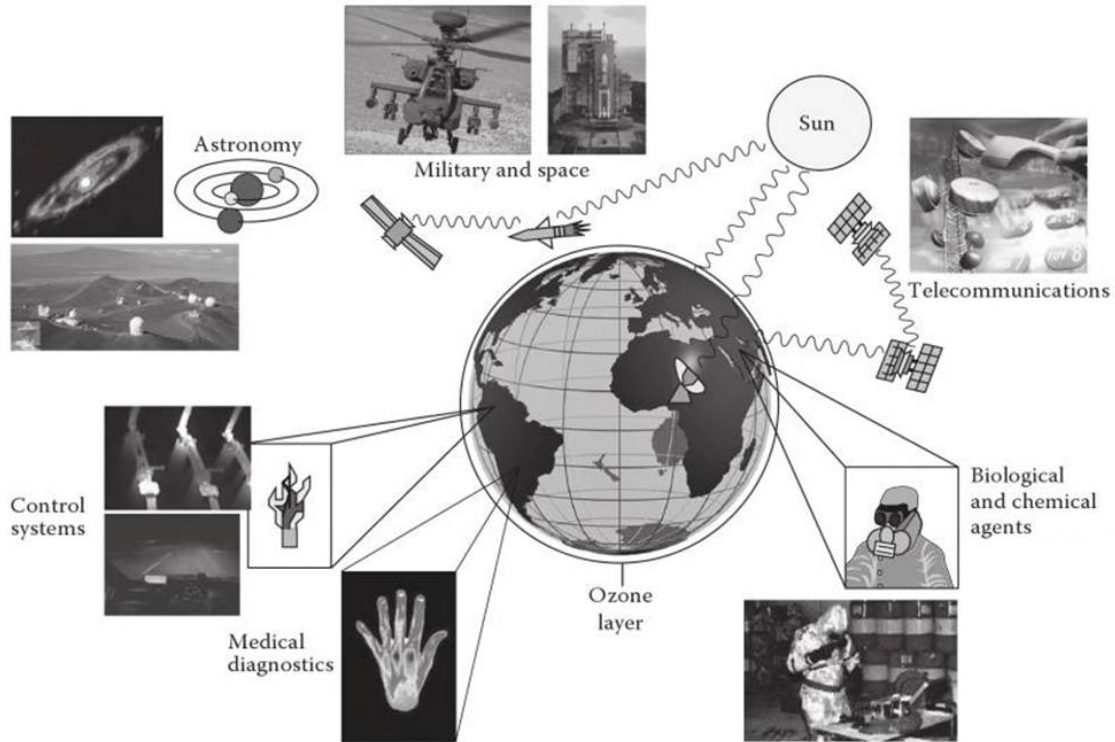 Astronomy
Military and space
Sun
Telecommunications
Control
systems
Biological
and chemical
agents
Ozone
layer
Medical
diagnostics